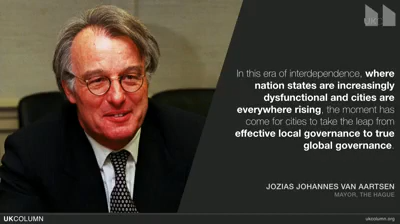 UK
In this era of interdependence, where
nation states are increasingly
dysfunctional and cities are
everywhere rising, the moment has
come for cities to take the leap from
effective local governance to true
global governance.
JOZIAS JOHANNES VAN AARTSEN
MAYOR, THE HAGUE
UKCOLUMN
ukcolumn.org